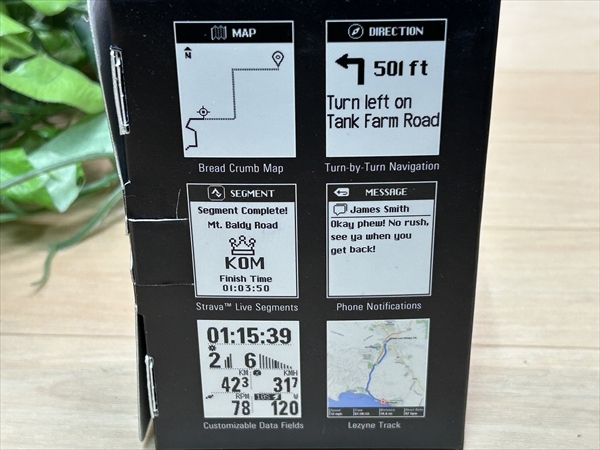 MAP
N
Bread Crumb Map
DIRECTION
501 ft
Turn left on
Tank Farm Road
Turn-by-Turn Navigation
SEGMENT
Segment Complete!
Mt. Baldy Road
KOM
Finish Time
01:03:50
Strava™ Live Segments
MESSAGE
James Smith
Okay phew! No rush,
see ya when you
get back!
Phone Notifications
01:15:39
2 6
KM KMH
423 317
RPM 10S W
78 120
Customizable Data Fields
Lezyne Track